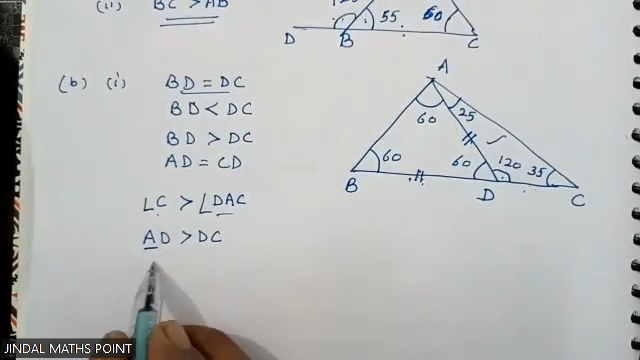 (ii) BC > AB
55 60
D B C
(b) (i) BD = DC
BD < DC
BD > DC
AD = CD
∠C > ∠DAC
AD > DC
A
60 25
60 60 120 35
B D C
JINDAL MATHS POINT